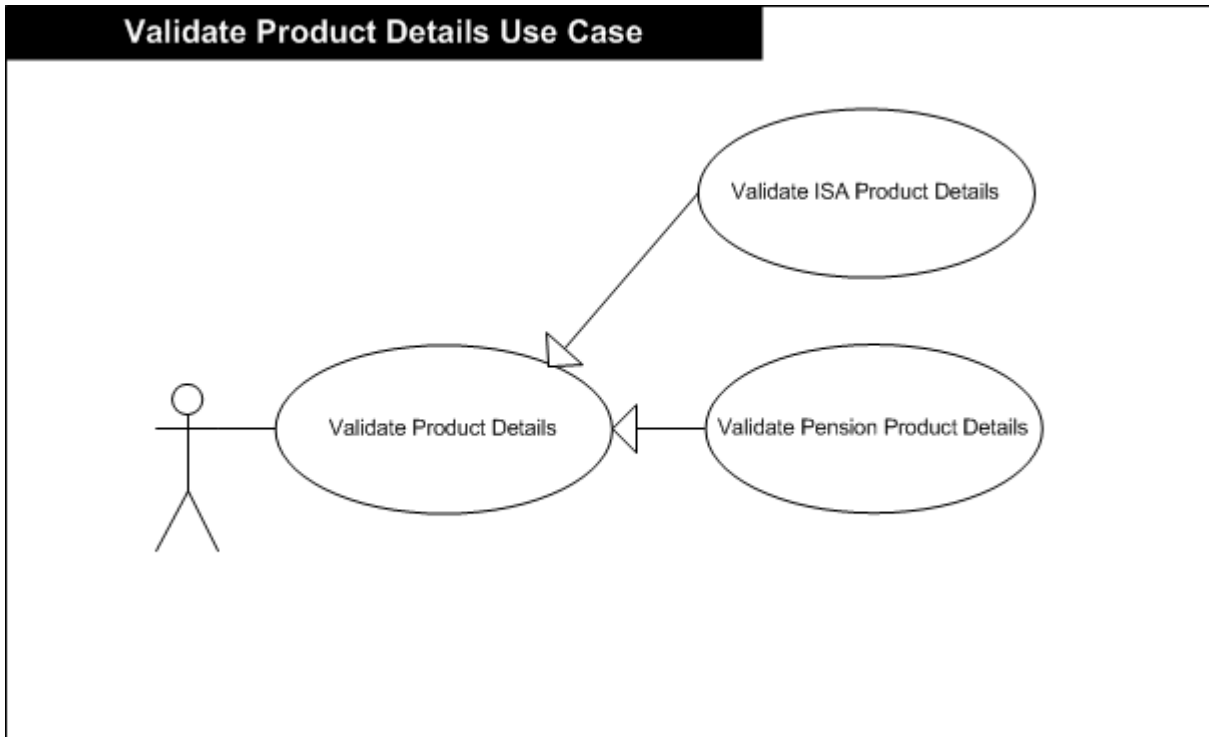 Validate Product Details Use Case
Validate ISA Product Details
Validate Product Details
Validate Pension Product Details